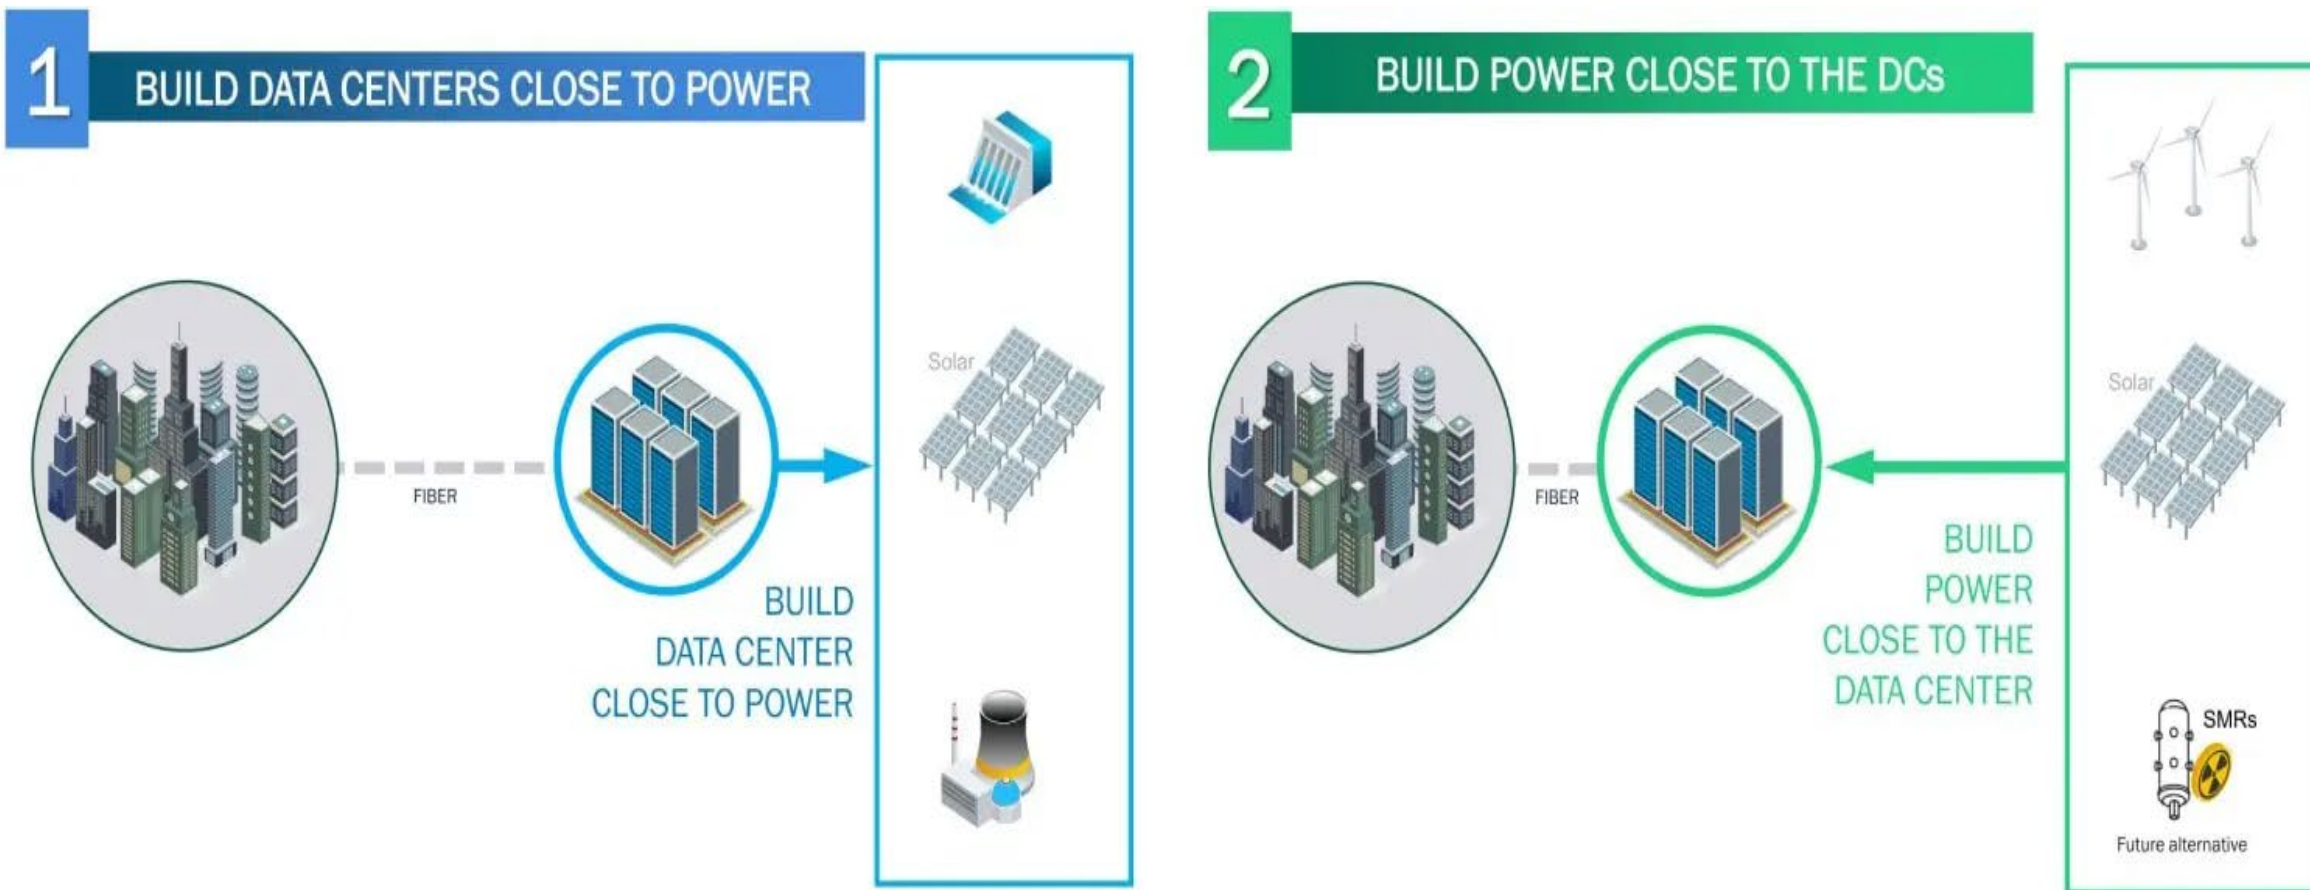 1
BUILD DATA CENTERS CLOSE TO POWER
Solar
FIBER
BUILD
DATA CENTER
CLOSE TO POWER
2
BUILD POWER CLOSE TO THE DCs
Solar
FIBER
BUILD
POWER
CLOSE TO THE
DATA CENTER
SMRs
Future alternative